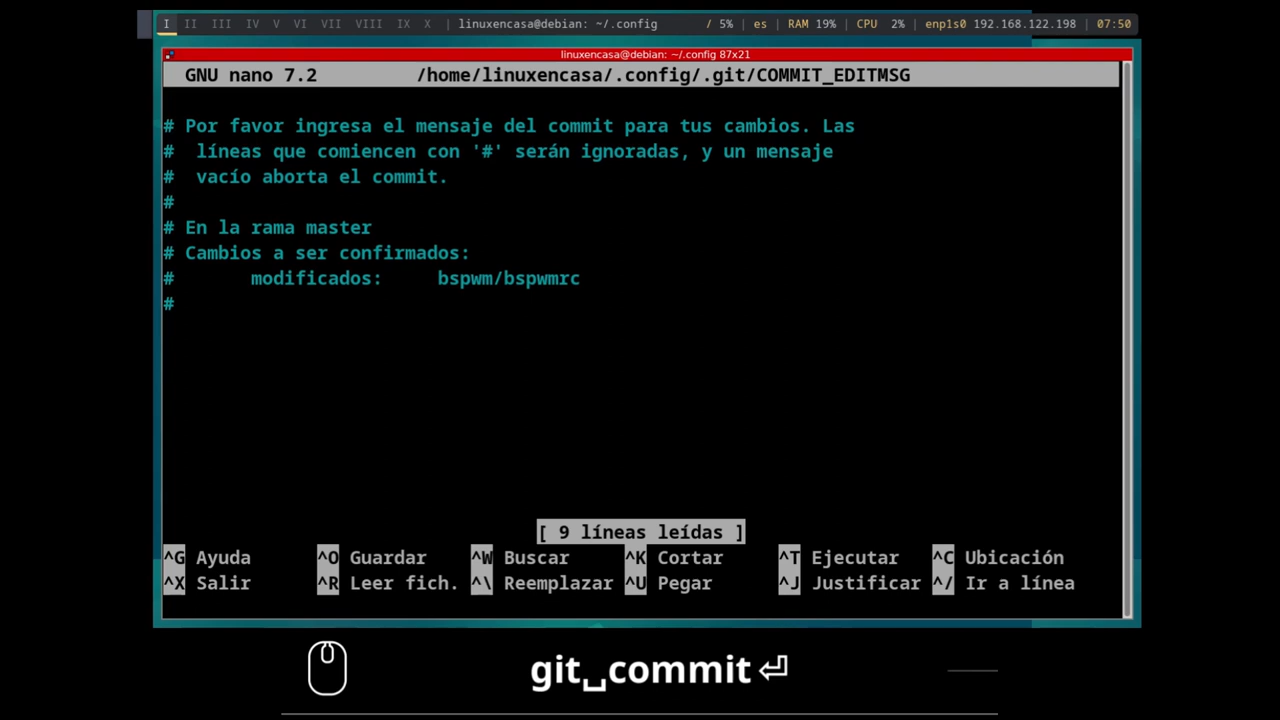 I II III IV V VI VII VIII IX X | linuxencasa@debian: ~/.config / 5% | es | RAM 19% | CPU 2% | enp1s0 192.168.122.198 | 07:50
linuxencasa@debian: ~/.config 87x21
GNU nano 7.2 /home/linuxencasa/.config/.git/COMMIT_EDITMSG
# Por favor ingresa el mensaje del commit para tus cambios. Las
#  líneas que comiencen con '#' serán ignoradas, y un mensaje
#  vacío aborta el commit.
#
# En la rama master
# Cambios a ser confirmados:
#       modificados:     bspwm/bspwmrc
#
[ 9 líneas leídas ]
^G Ayuda ^O Guardar ^W Buscar ^K Cortar ^T Ejecutar ^C Ubicación
^X Salir ^R Leer fich. ^\ Reemplazar ^U Pegar ^J Justificar ^/ Ir a línea
git␣commit⏎